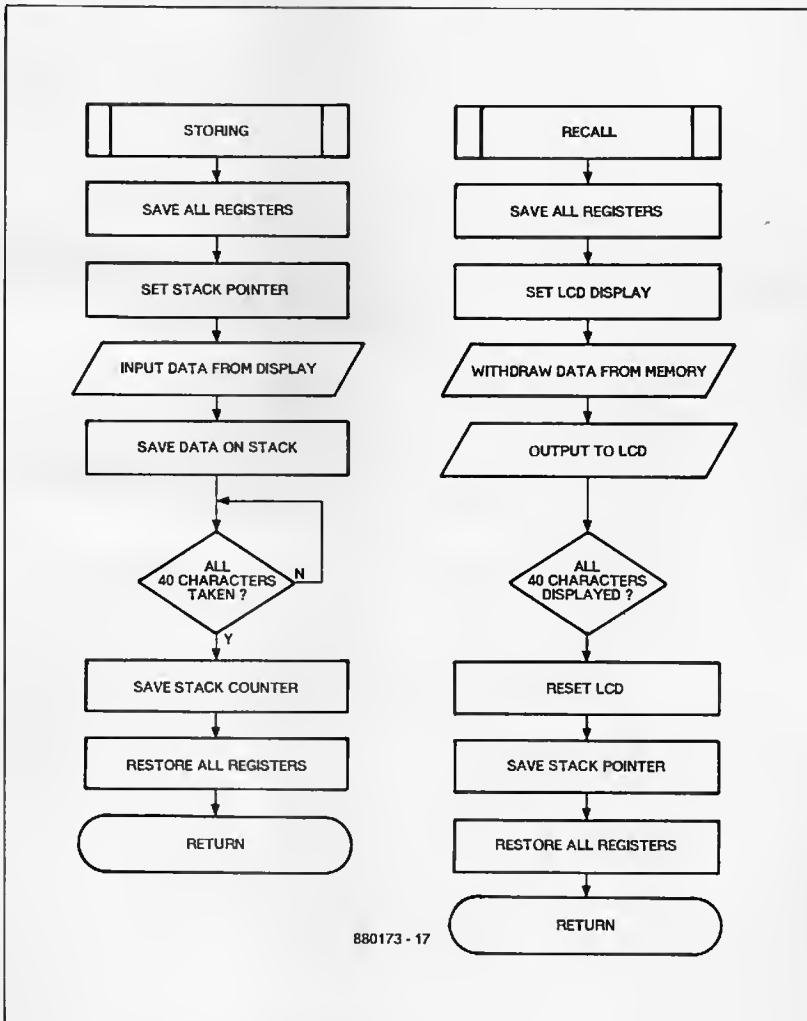 STORING
SAVE ALL REGISTERS
SET STACK POINTER
INPUT DATA FROM DISPLAY
SAVE DATA ON STACK
ALL
40 CHARACTERS
TAKEN ?
N
Y
SAVE STACK COUNTER
RESTORE ALL REGISTERS
RETURN
RECALL
SAVE ALL REGISTERS
SET LCD DISPLAY
WITHDRAW DATA FROM MEMORY
OUTPUT TO LCD
ALL
40 CHARACTERS
DISPLAYED ?
RESET LCD
SAVE STACK POINTER
RESTORE ALL REGISTERS
RETURN
880173 - 17